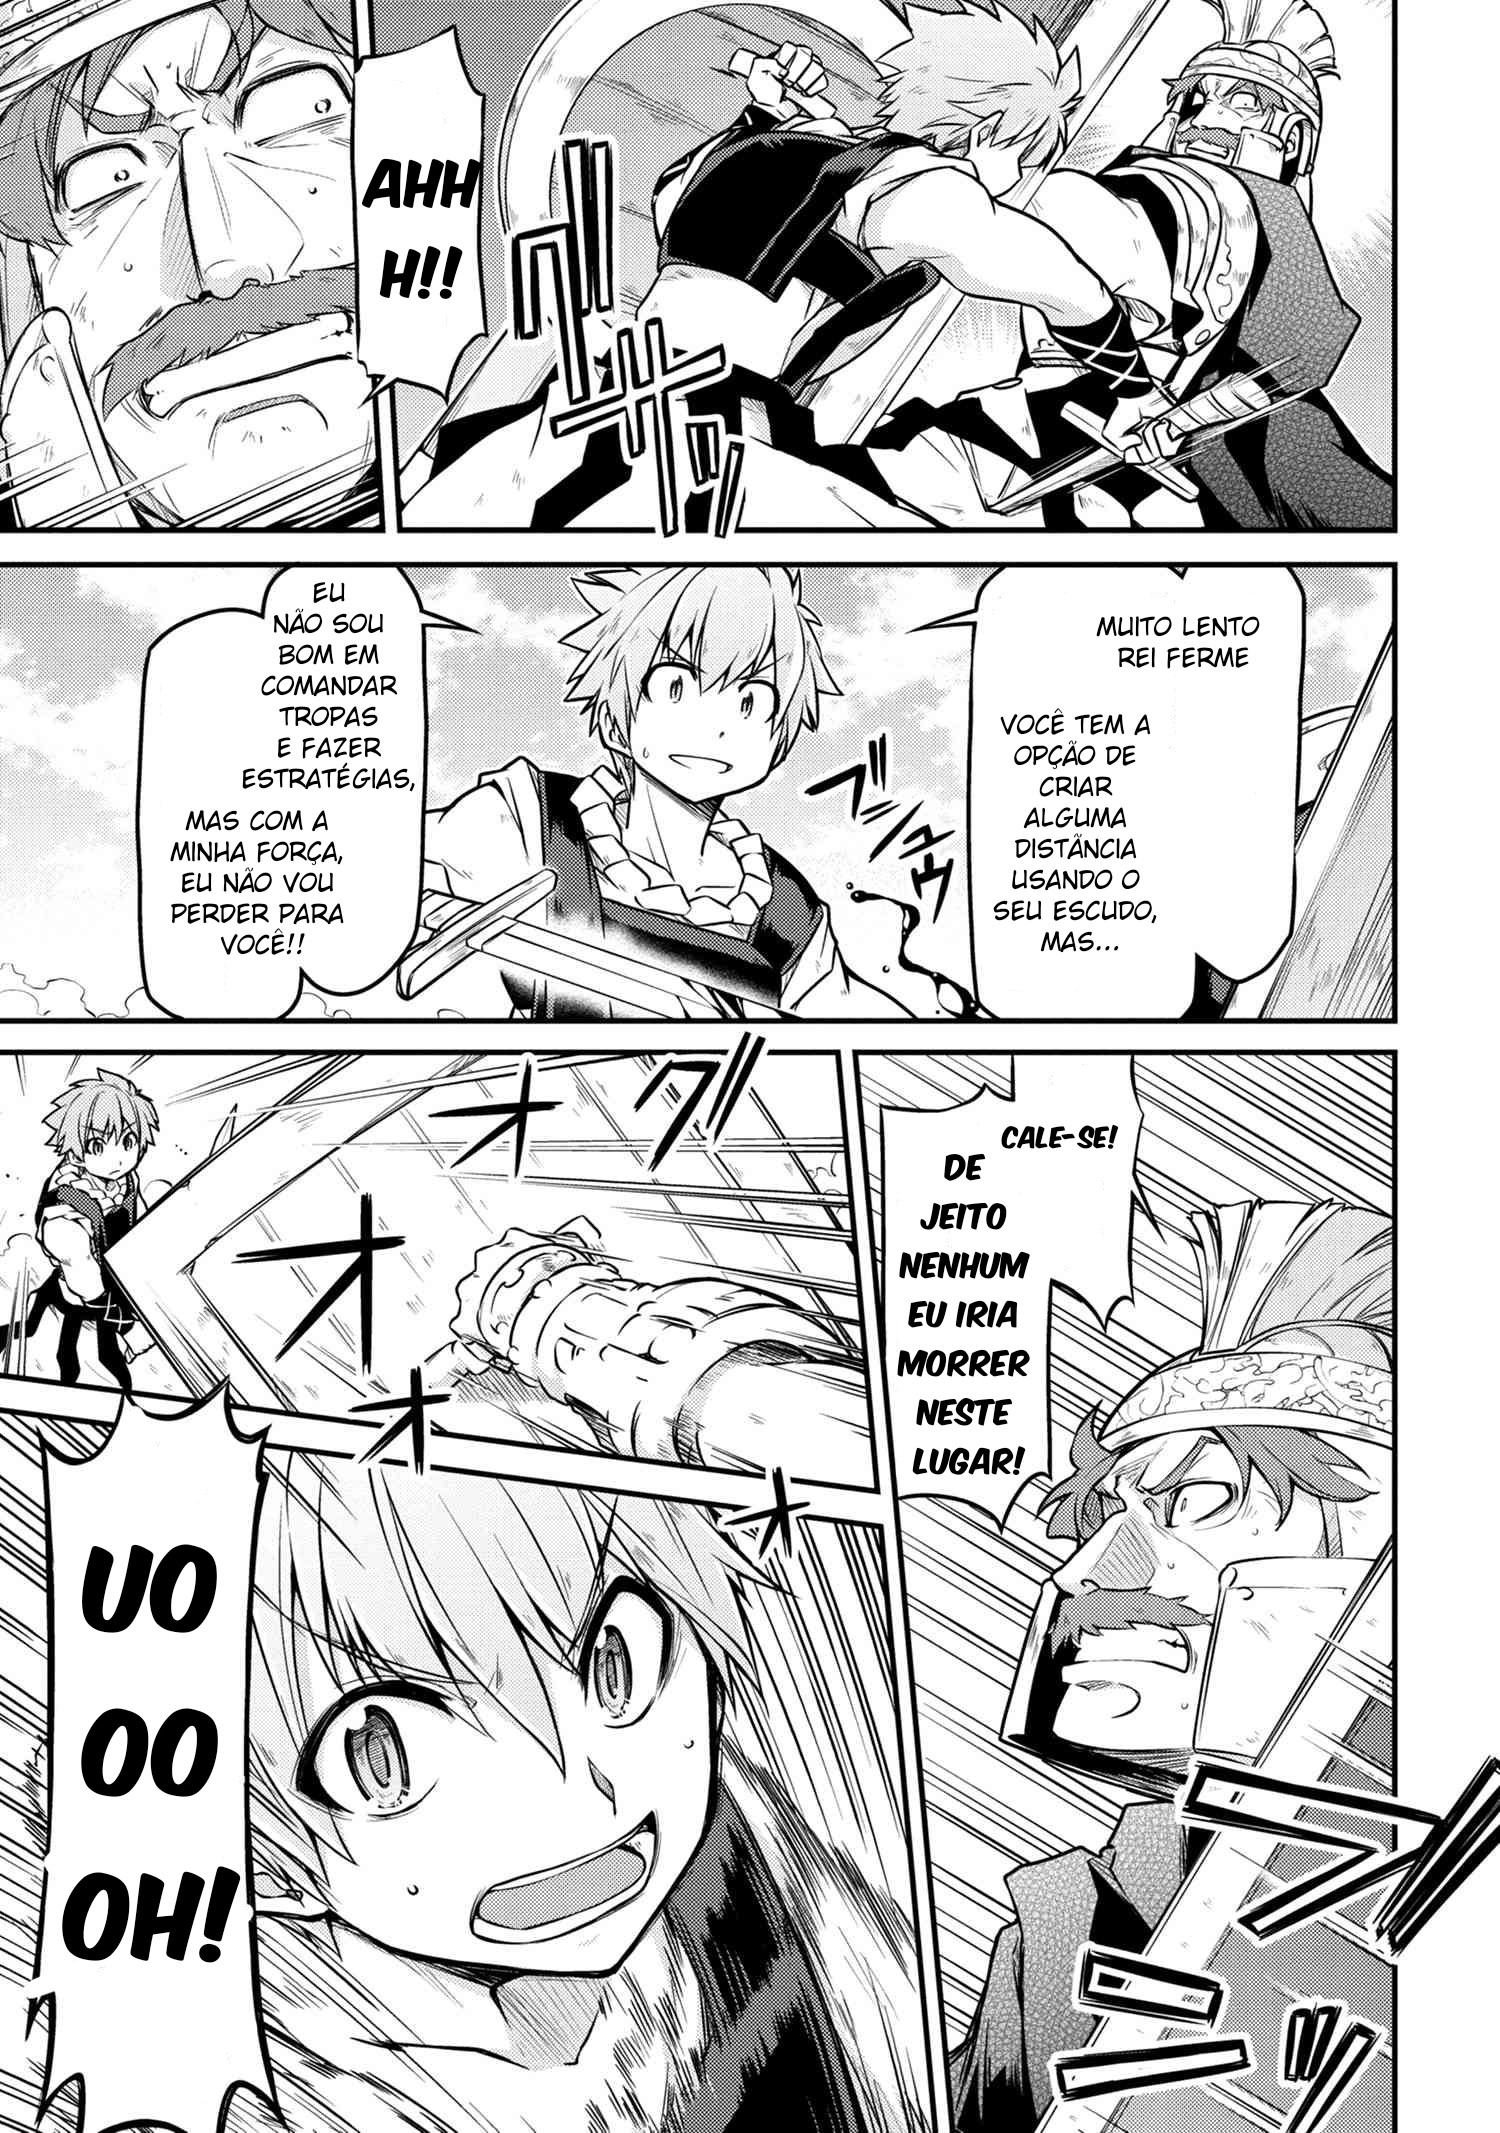 AHH
H!!
MUITO LENTO
REI FERME
VOCÊ TEM A
OPÇÃO DE
CRIAR
ALGUMA
DISTÂNCIA
USANDO O
SEU ESCUDO,
MAS...
EU
NÃO SOU
BOM EM
COMANDAR
TROPAS
E FAZER
ESTRATÉGIAS,
MAS COM A
MINHA FORÇA,
EU NÃO VOU
PERDER PARA
VOCÊ!!
CALE-SE!
DE
JEITO
NENHUM
EU IRIA
MORRER
NESTE
LUGAR!
UO
OO
OH!